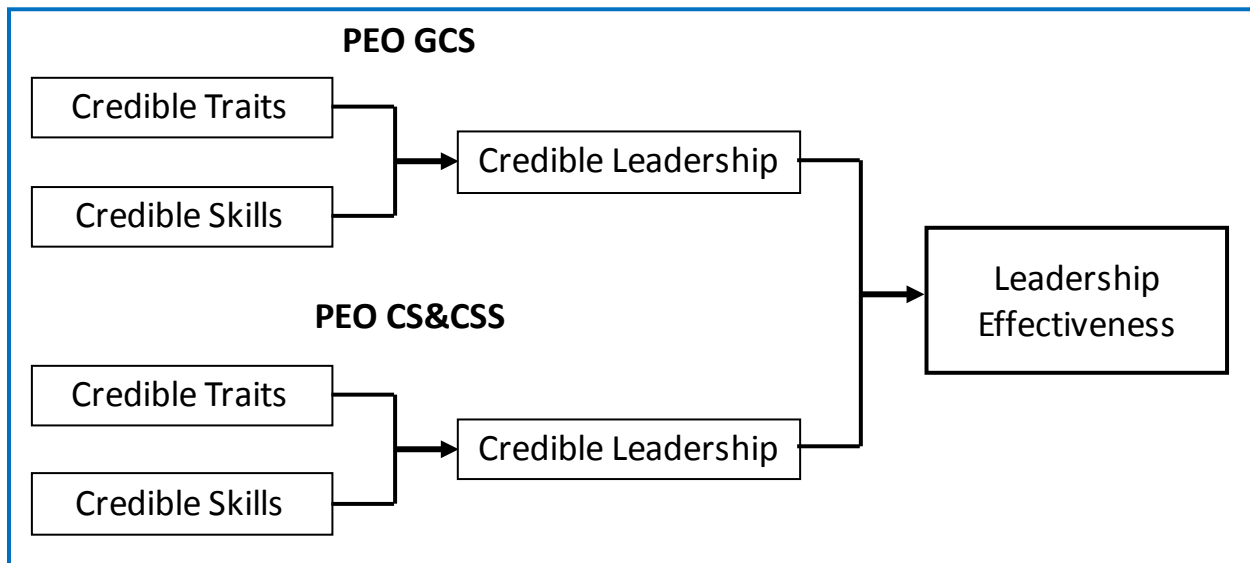 PEO GCS
Credible Traits
Credible Skills
Credible Leadership
PEO CS&CSS
Credible Traits
Credible Skills
Credible Leadership
Leadership
Effectiveness